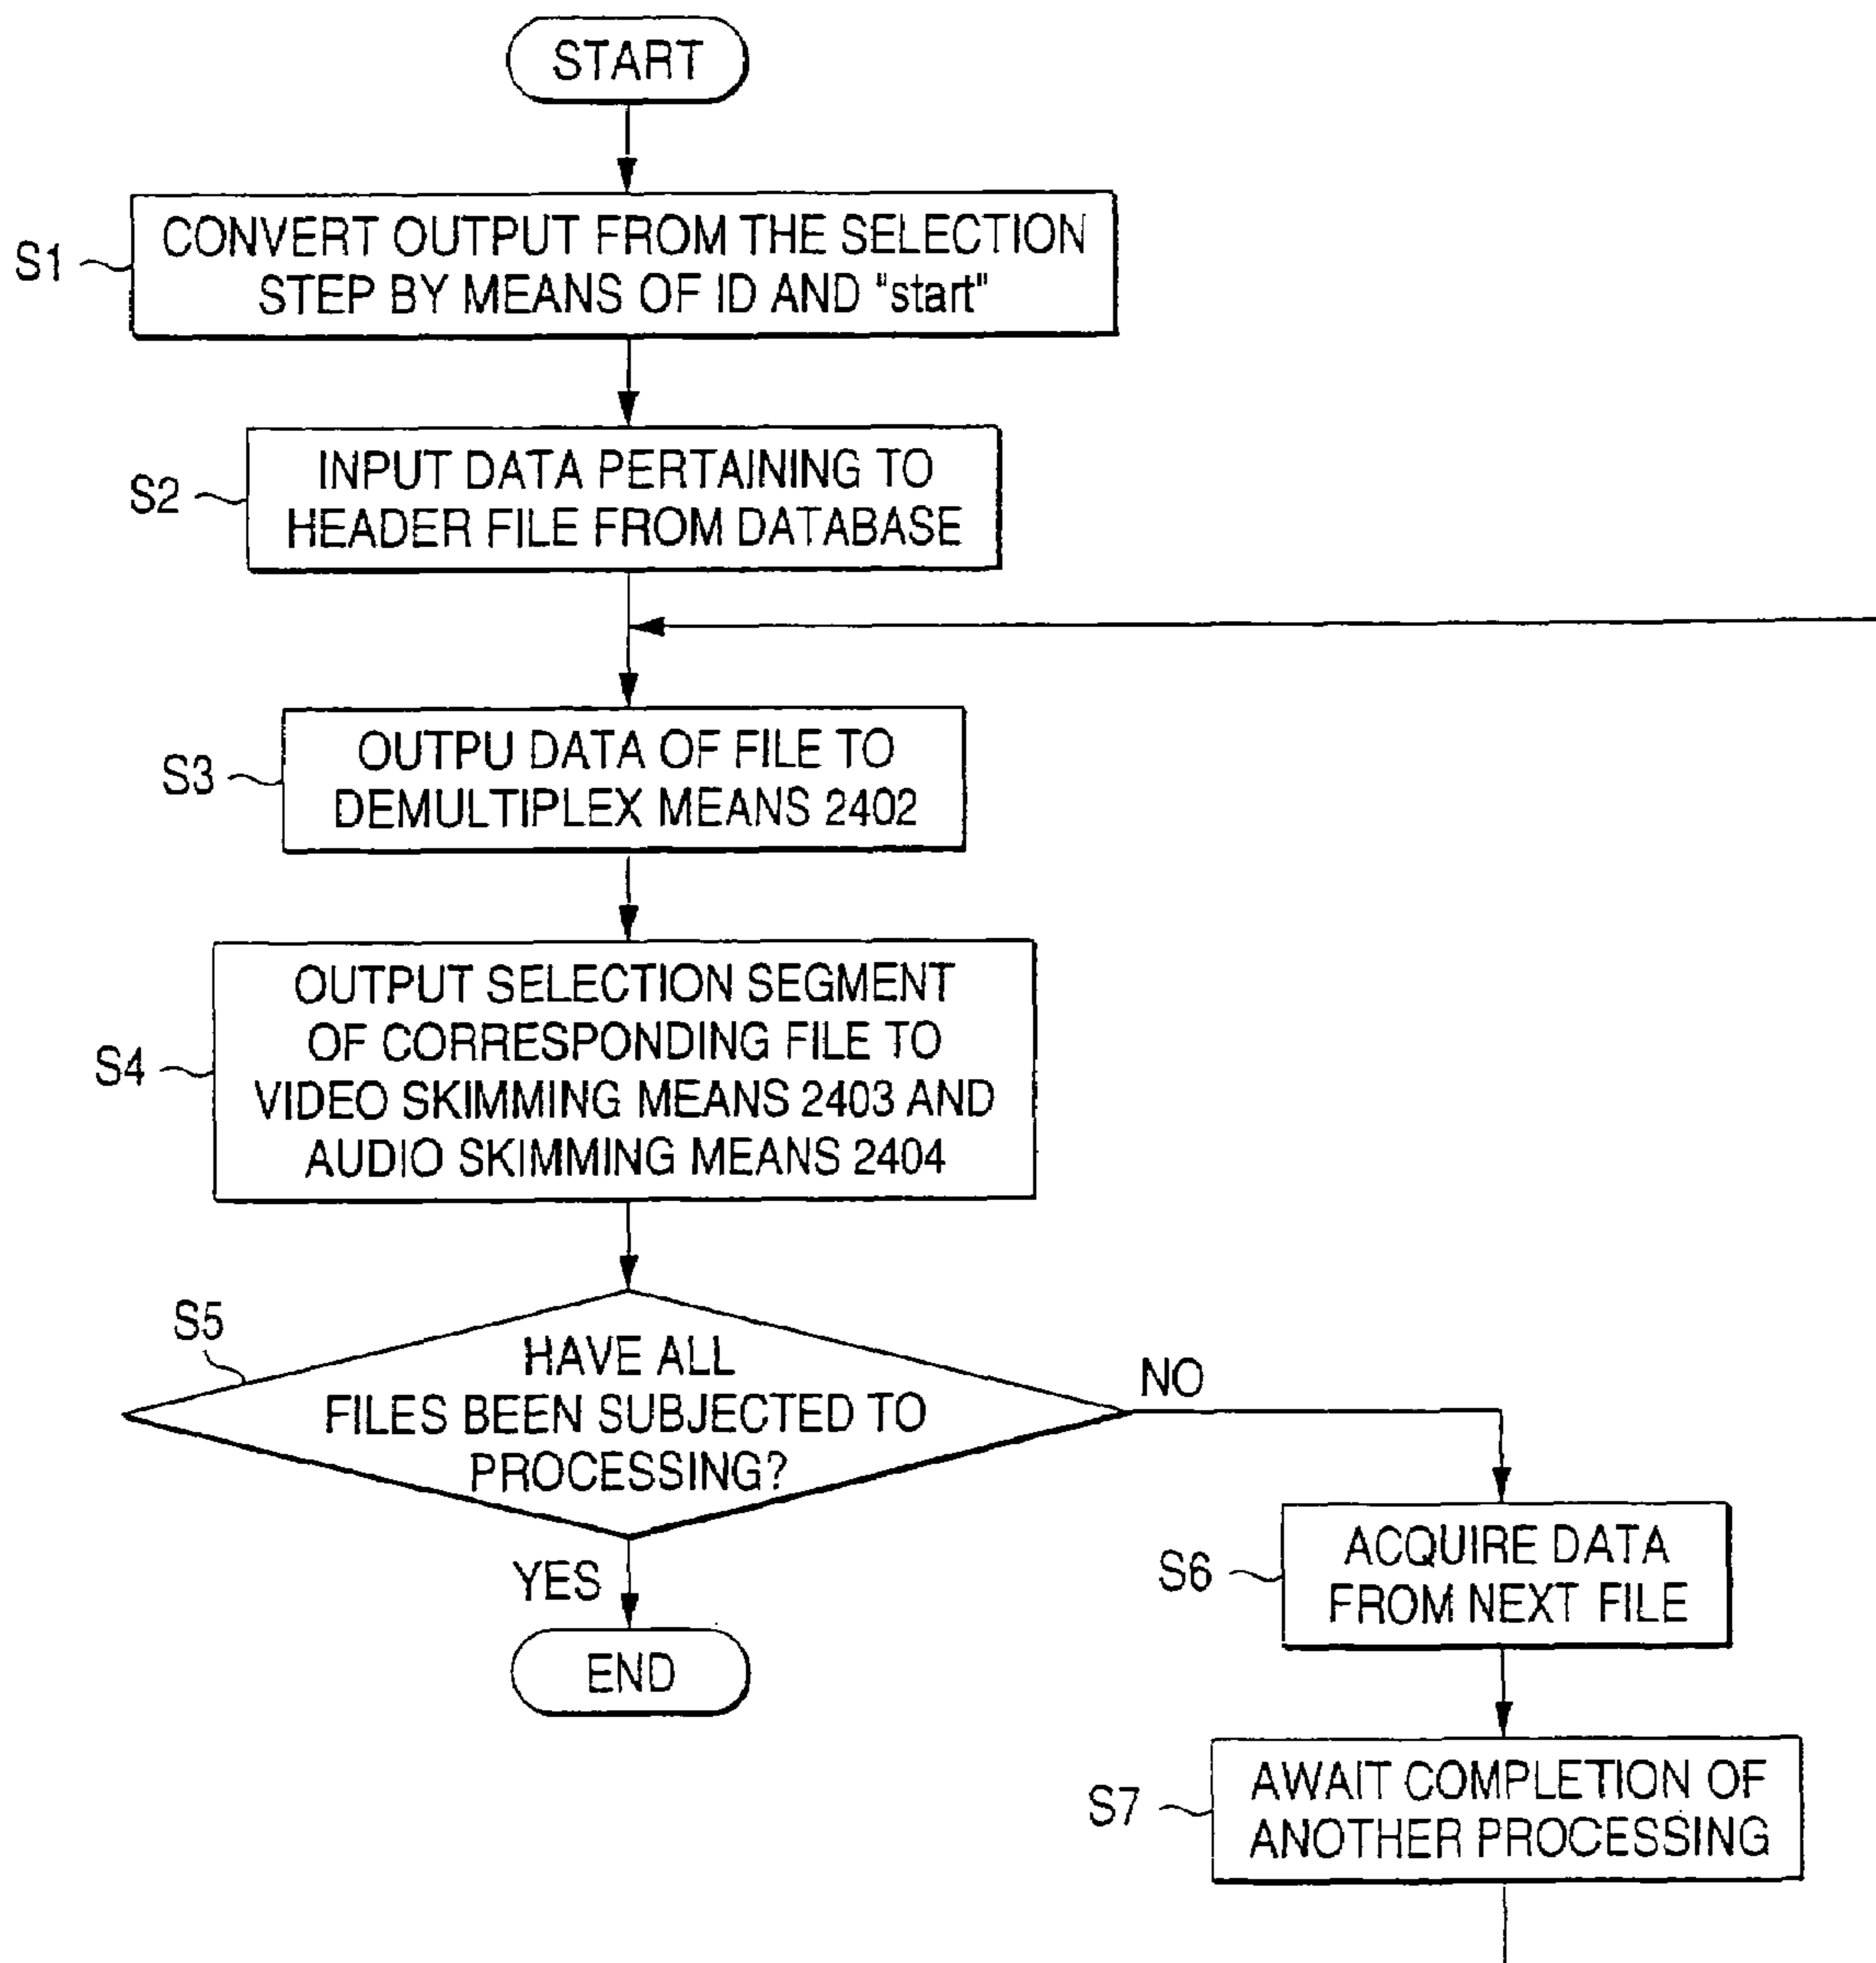 START
S1
CONVERT OUTPUT FROM THE SELECTION
STEP BY MEANS OF ID AND "start"
S2
INPUT DATA PERTAINING TO
HEADER FILE FROM DATABASE
S3
OUTPU DATA OF FILE TO
DEMULTIPLEX MEANS 2402
S4
OUTPUT SELECTION SEGMENT
OF CORRESPONDING FILE TO
VIDEO SKIMMING MEANS 2403 AND
AUDIO SKIMMING MEANS 2404
S5
HAVE ALL
FILES BEEN SUBJECTED TO
PROCESSING?
NO
YES
END
S6
ACQUIRE DATA
FROM NEXT FILE
S7
AWAIT COMPLETION OF
ANOTHER PROCESSING